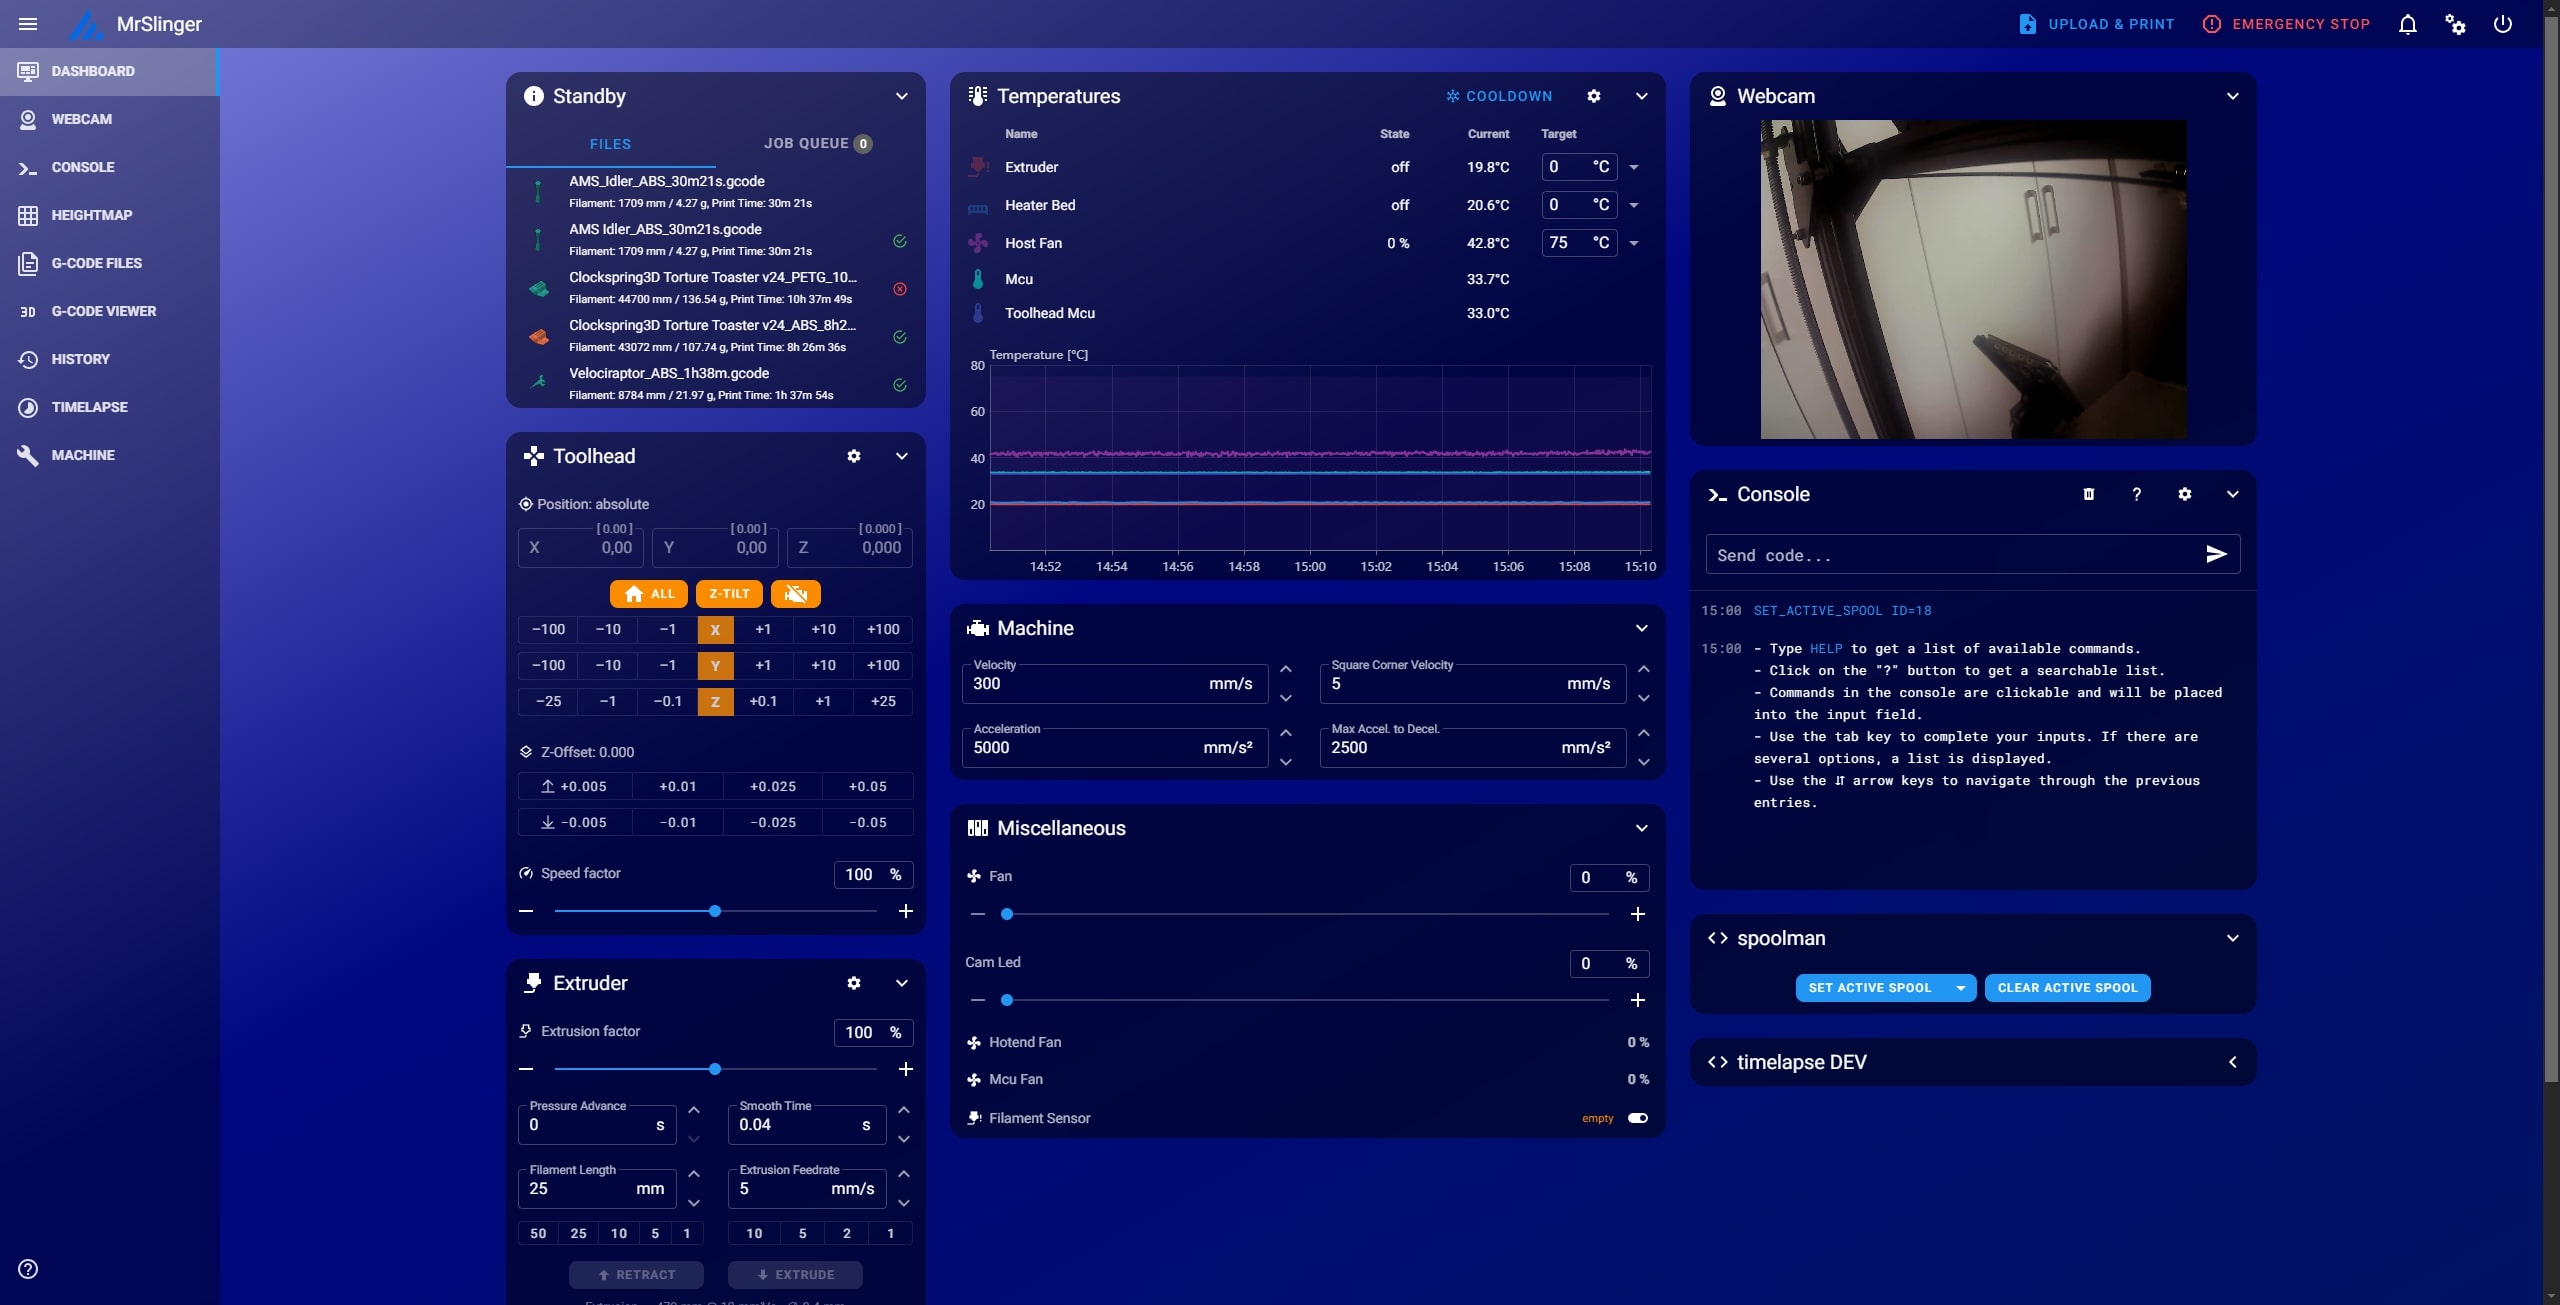 MrSlinger
UPLOAD & PRINT
EMERGENCY STOP
DASHBOARD
WEBCAM
CONSOLE
HEIGHTMAP
G-CODE FILES
3D G-CODE VIEWER
HISTORY
TIMELAPSE
MACHINE
Standby
FILES
JOB QUEUE 0
AMS_Idler_ABS_30m21s.gcode
Filament: 1709 mm / 4.27 g, Print Time: 30m 21s
AMS Idler_ABS_30m21s.gcode
Filament: 1709 mm / 4.27 g, Print Time: 30m 21s
Clockspring3D Torture Toaster v24_PETG_10...
Filament: 44700 mm / 136.54 g, Print Time: 10h 37m 49s
Clockspring3D Torture Toaster v24_ABS_8h2...
Filament: 43072 mm / 107.74 g, Print Time: 8h 26m 36s
Velociraptor_ABS_1h38m.gcode
Filament: 8784 mm / 21.97 g, Print Time: 1h 37m 54s
Toolhead
Position: absolute
[ 0.00 ] [ 0.00 ] [ 0.000 ]
X 0,00 Y 0,00 Z 0,000
ALL Z-TILT
−100 −10 −1 X +1 +10 +100
−100 −10 −1 Y +1 +10 +100
−25 −1 −0.1 Z +0.1 +1 +25
Z-Offset: 0.000
+0.005 +0.01 +0.025 +0.05
−0.005 −0.01 −0.025 −0.05
Speed factor 100 %
Extruder
Extrusion factor 100 %
Pressure Advance Smooth Time
0 s 0.04 s
Filament Length Extrusion Feedrate
25 mm 5 mm/s
50 25 10 5 1 10 5 2 1
RETRACT EXTRUDE
Temperatures
COOLDOWN
Name State Current Target
Extruder off 19.8°C 0 °C
Heater Bed off 20.6°C 0 °C
Host Fan 0 % 42.8°C 75 °C
Mcu 33.7°C
Toolhead Mcu 33.0°C
Temperature [°C]
80
60
40
20
14:52 14:54 14:56 14:58 15:00 15:02 15:04 15:06 15:08 15:10
Machine
Velocity Square Corner Velocity
300 mm/s 5 mm/s
Acceleration Max Accel. to Decel.
5000 mm/s² 2500 mm/s²
Miscellaneous
Fan 0 %
Cam Led 0 %
Hotend Fan 0 %
Mcu Fan 0 %
Filament Sensor empty
Webcam
Console
?
Send code...
15:00 SET_ACTIVE_SPOOL ID=18
15:00 - Type HELP to get a list of available commands.
- Click on the "?" button to get a searchable list.
- Commands in the console are clickable and will be placed
into the input field.
- Use the tab key to complete your inputs. If there are
several options, a list is displayed.
- Use the ⇵ arrow keys to navigate through the previous
entries.
spoolman
SET ACTIVE SPOOL CLEAR ACTIVE SPOOL
timelapse DEV